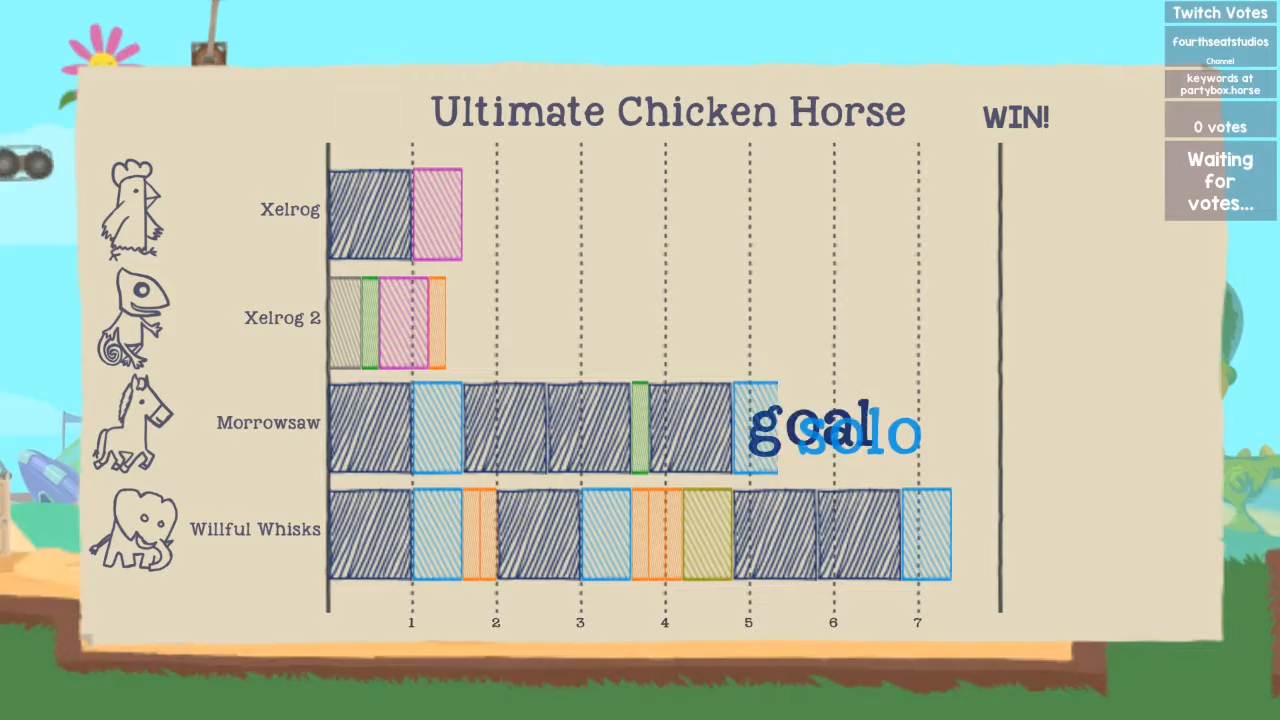 Twitch Votes
fourthseatstudios
Channel
keywords at
partybox.horse
0 votes
Waiting
for
votes...
Ultimate Chicken Horse
WIN!
Xelrog
Xelrog 2
Morrowsaw
goal
solo
Willful Whisks
1 2 3 4 5 6 7